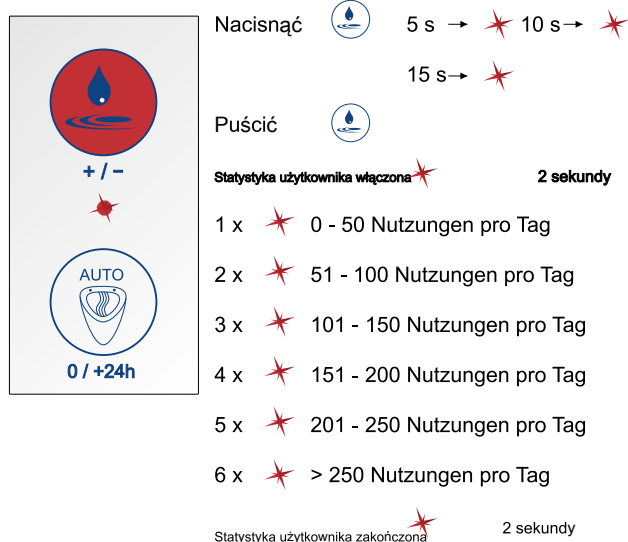 + / −
AUTO
0 / +24h
Nacisnąć 5 s → 10 s →
15 s →
Puścić
Statystyka użytkownika włączona 2 sekundy
1 x 0 - 50 Nutzungen pro Tag
2 x 51 - 100 Nutzungen pro Tag
3 x 101 - 150 Nutzungen pro Tag
4 x 151 - 200 Nutzungen pro Tag
5 x 201 - 250 Nutzungen pro Tag
6 x > 250 Nutzungen pro Tag
Statystyka użytkownika zakończona 2 sekundy